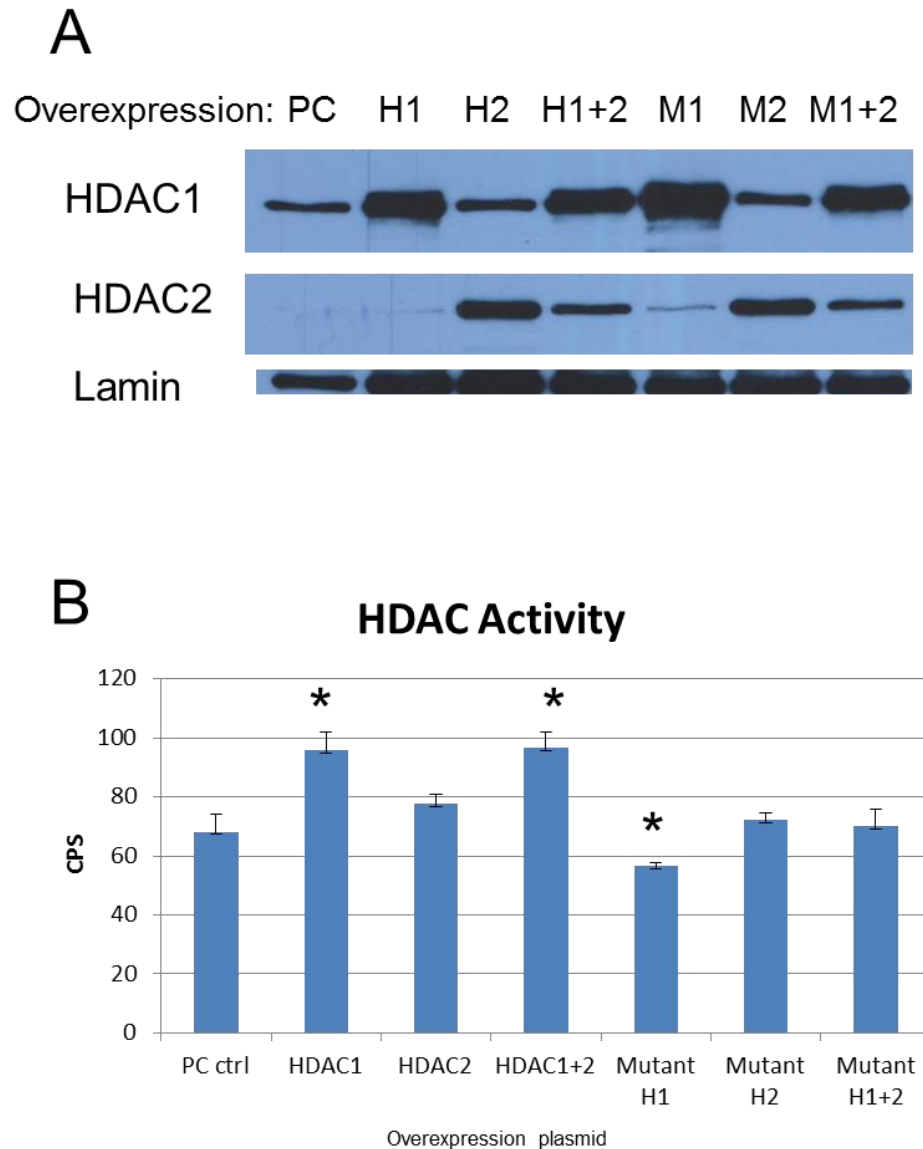 A
Overexpression: PC H1 H2 H1+2 M1 M2 M1+2
HDAC1
HDAC2
Lamin
B
HDAC Activity
120
100
80
60
40
20
0
CPS
* * *
PC ctrl HDAC1 HDAC2 HDAC1+2 Mutant H1 Mutant H2 Mutant H1+2
Overexpression plasmid